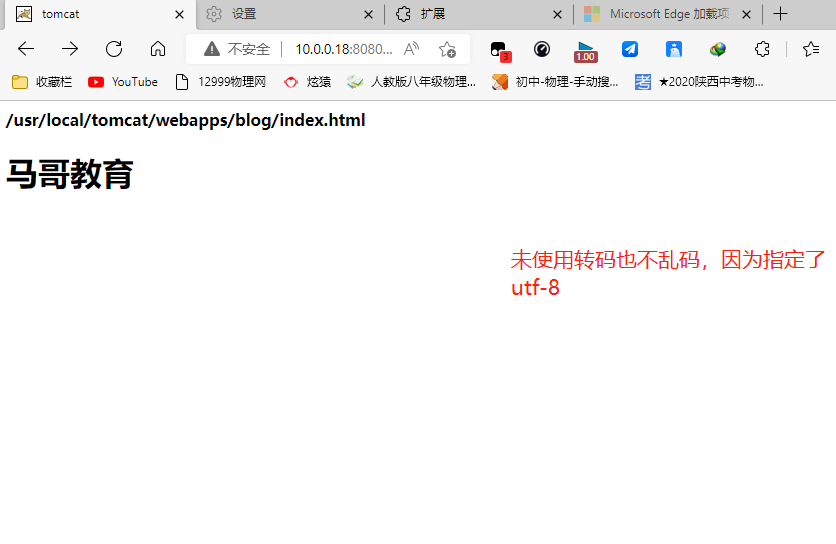 tomcat
设置
扩展
Microsoft Edge 加载项
不安全
10.0.0.18:8080...
3
1.00
收藏栏
YouTube
12999物理网
炫猿
人教版八年级物理...
初中-物理-手动搜...
考
★2020陕西中考物...
/usr/local/tomcat/webapps/blog/index.html
马哥教育
未使用转码也不乱码，因为指定了
utf-8